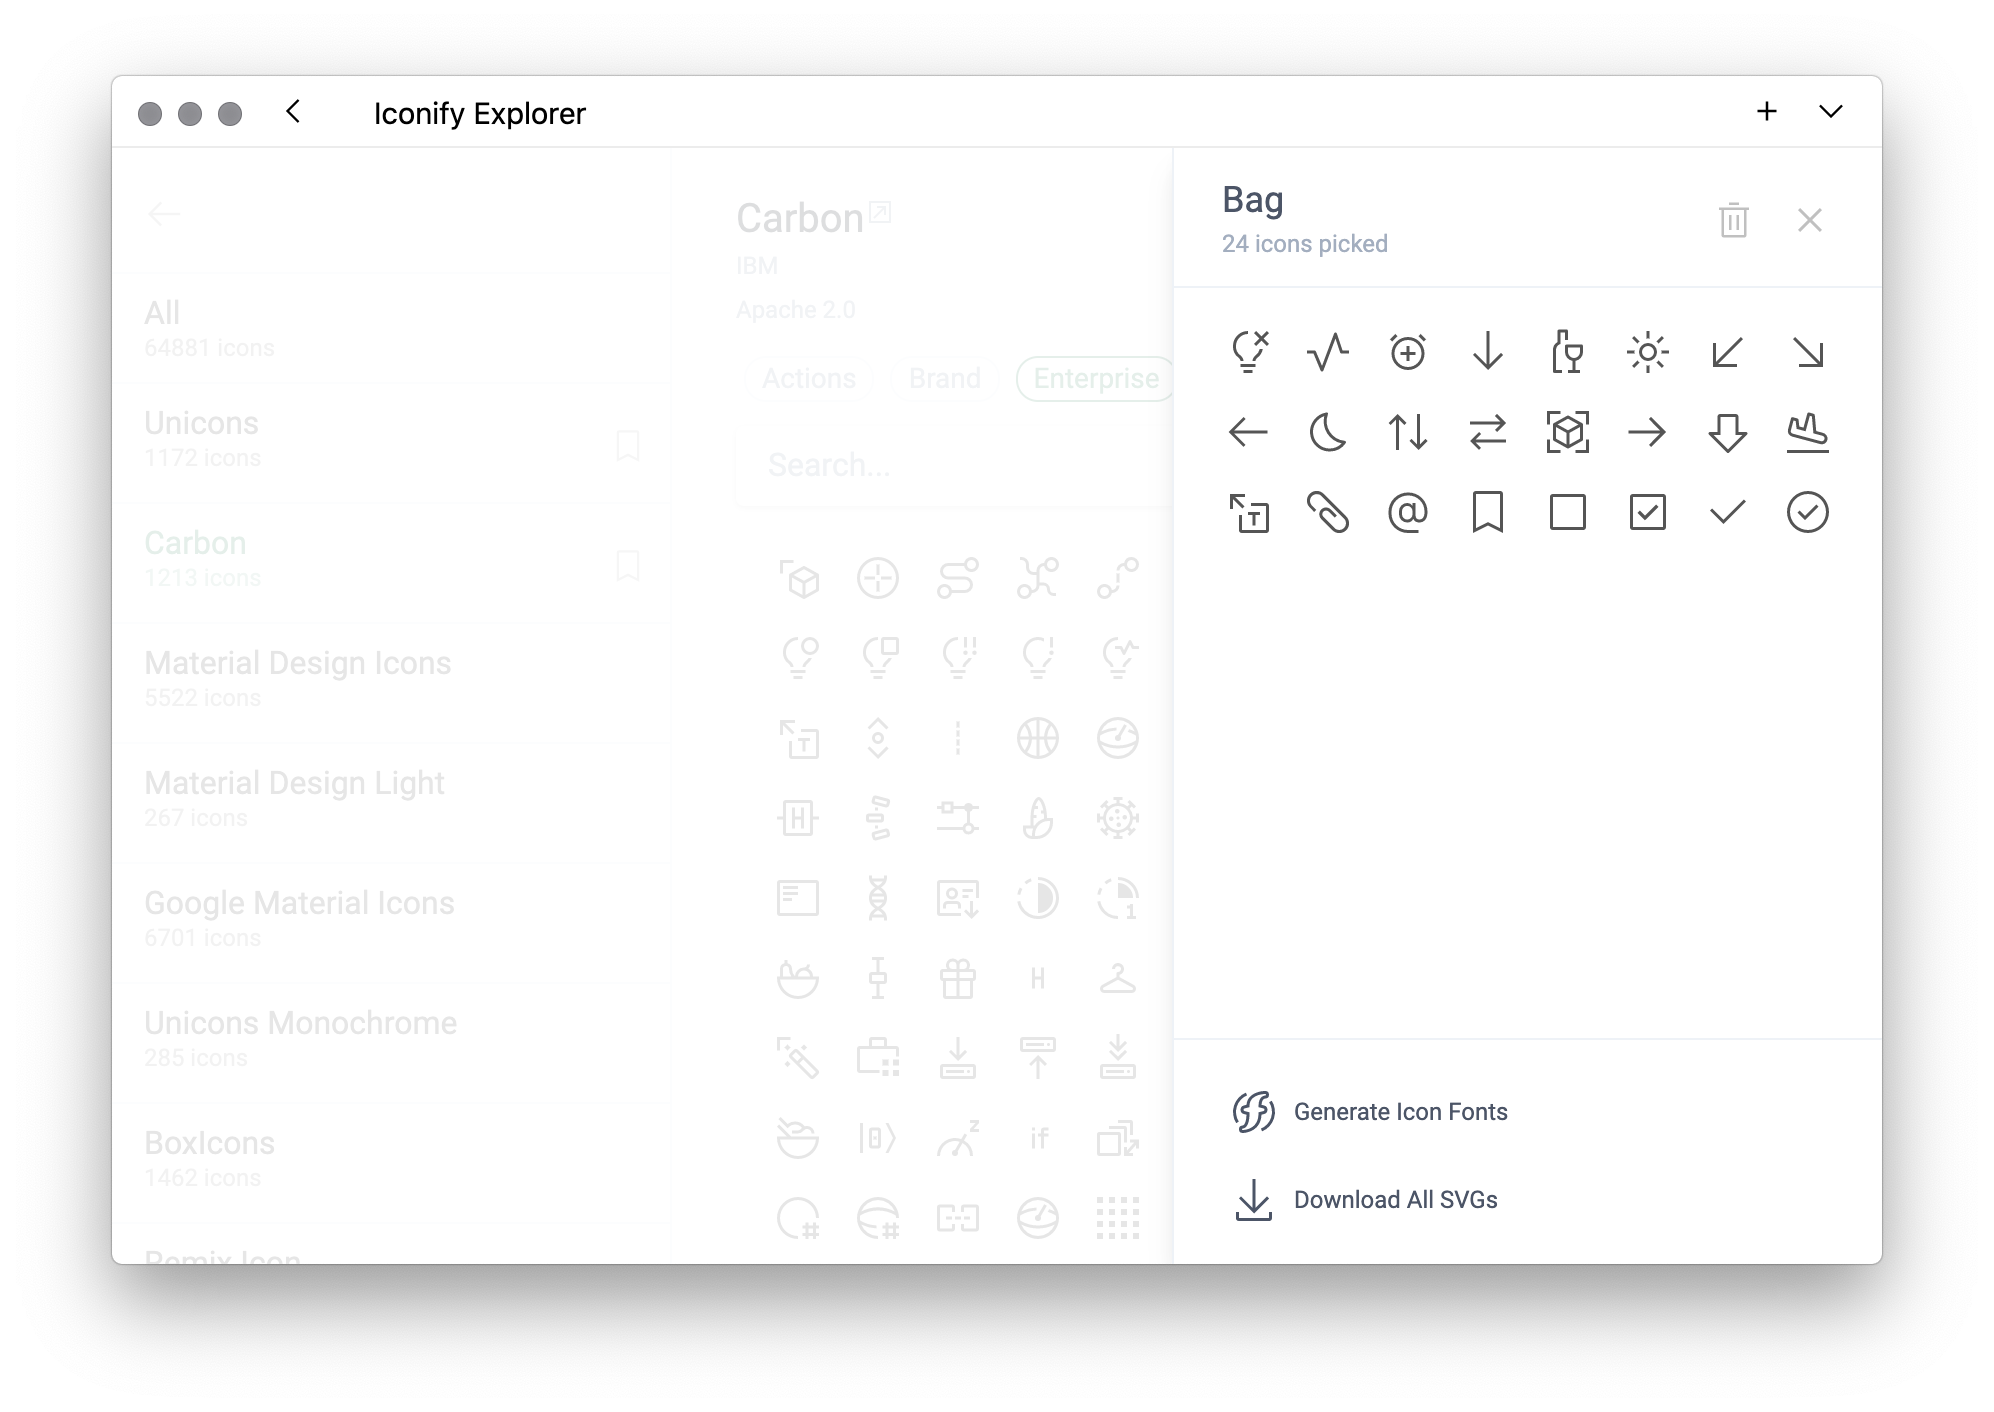 Iconify Explorer
All
64881 icons
Unicons
1172 icons
Carbon
1213 icons
Material Design Icons
5522 icons
Material Design Light
267 icons
Google Material Icons
6701 icons
Unicons Monochrome
285 icons
BoxIcons
1462 icons
Remix Icon
Carbon
IBM
Apache 2.0
Actions Brand Enterprise
Search...
T
H
1
H
z
if
# #
Bag
24 icons picked
T @
Generate Icon Fonts
Download All SVGs